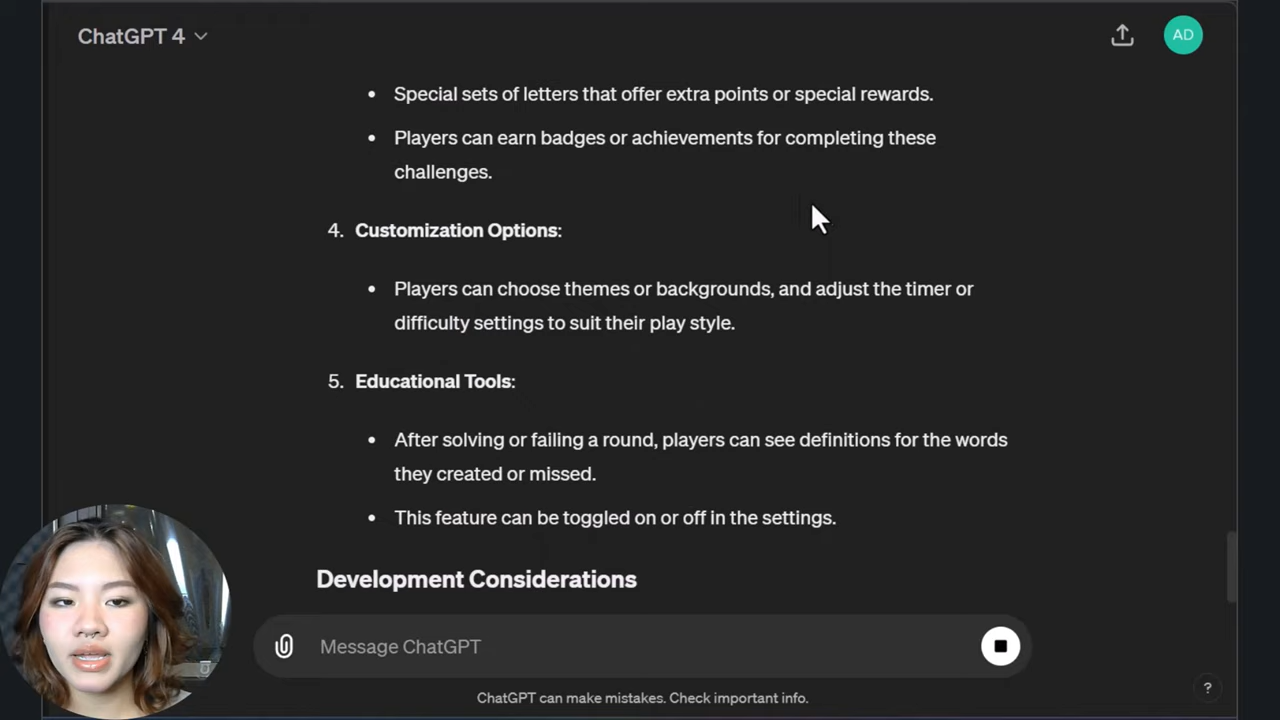 ChatGPT 4
AD
• Special sets of letters that offer extra points or special rewards.
• Players can earn badges or achievements for completing these
challenges.
4. Customization Options:
• Players can choose themes or backgrounds, and adjust the timer or
difficulty settings to suit their play style.
5. Educational Tools:
• After solving or failing a round, players can see definitions for the words
they created or missed.
• This feature can be toggled on or off in the settings.
Development Considerations
Message ChatGPT
ChatGPT can make mistakes. Check important info.
?